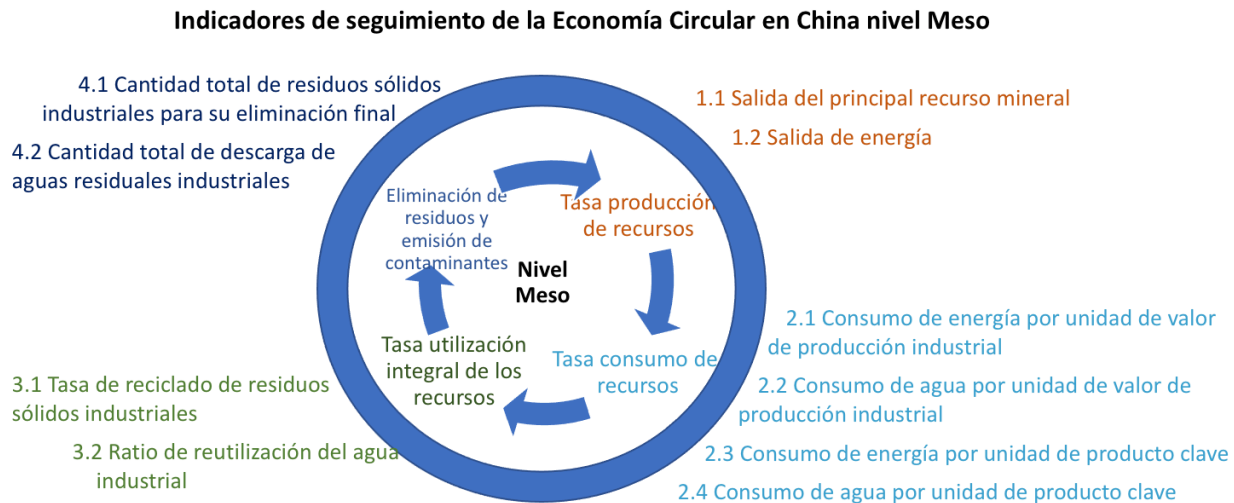 Indicadores de seguimiento de la Economía Circular en China nivel Meso
4.1 Cantidad total de residuos sólidos
industriales para su eliminación final
4.2 Cantidad total de descarga de
aguas residuales industriales
1.1 Salida del principal recurso mineral
1.2 Salida de energía
Eliminación de
residuos y
emisión de
contaminantes
Tasa producción
de recursos
Nivel
Meso
Tasa utilización
integral de los
recursos
Tasa consumo de
recursos
2.1 Consumo de energía por unidad de valor
de producción industrial
2.2 Consumo de agua por unidad de valor de
producción industrial
2.3 Consumo de energía por unidad de producto clave
2.4 Consumo de agua por unidad de producto clave
3.1 Tasa de reciclado de residuos
sólidos industriales
3.2 Ratio de reutilización del agua
industrial